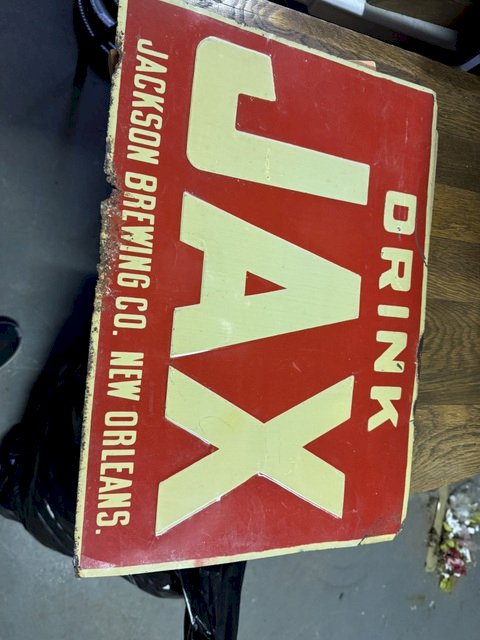 DRINK
JAX
JACKSON BREWING CO. NEW ORLEANS.